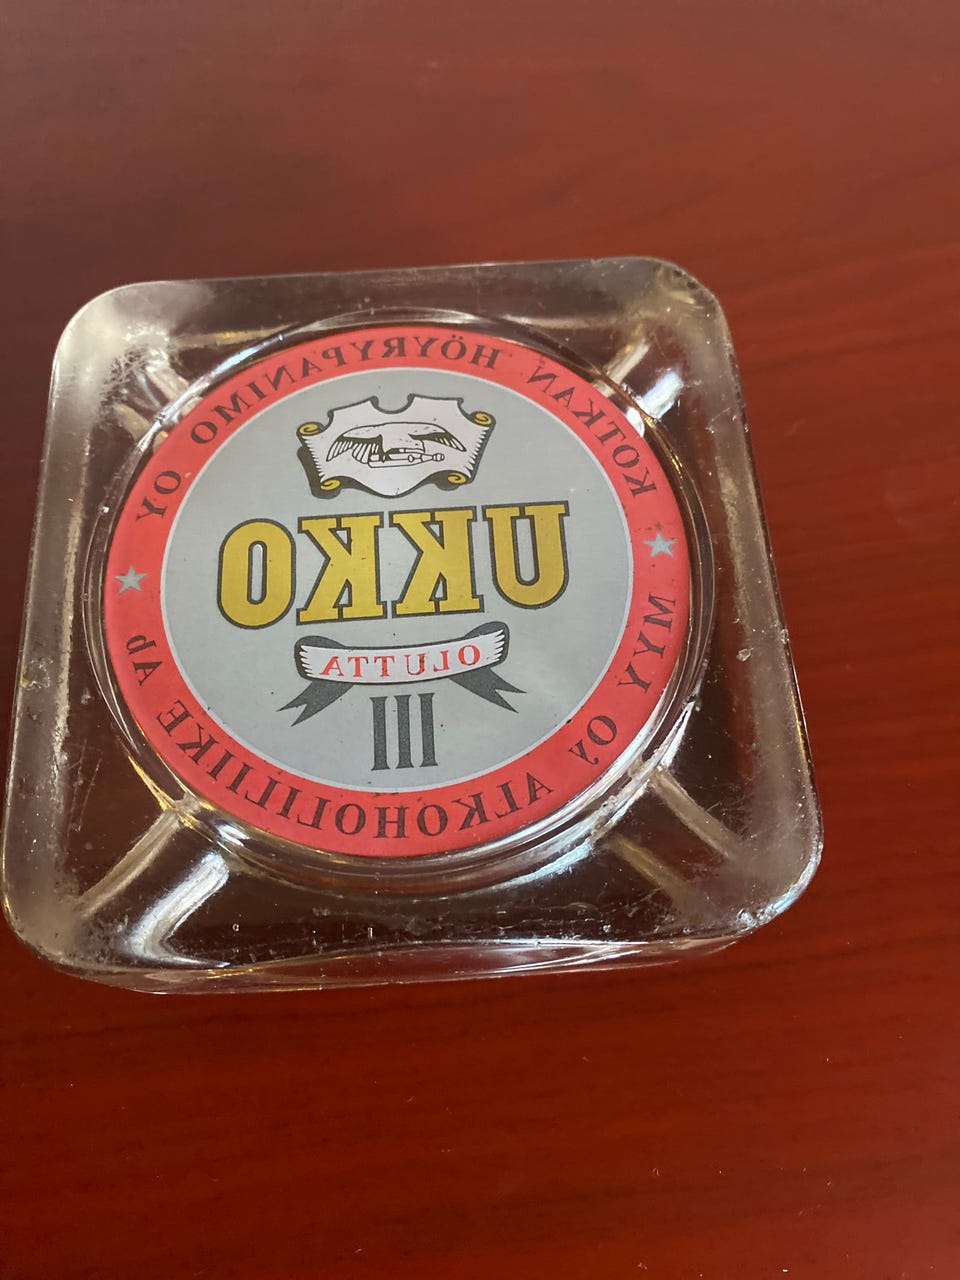 KOTKAN HÖYRYPANIMO OY
UKKO
OLUTTA
III
MYY Oy ALKOHOLILIIKE Ab